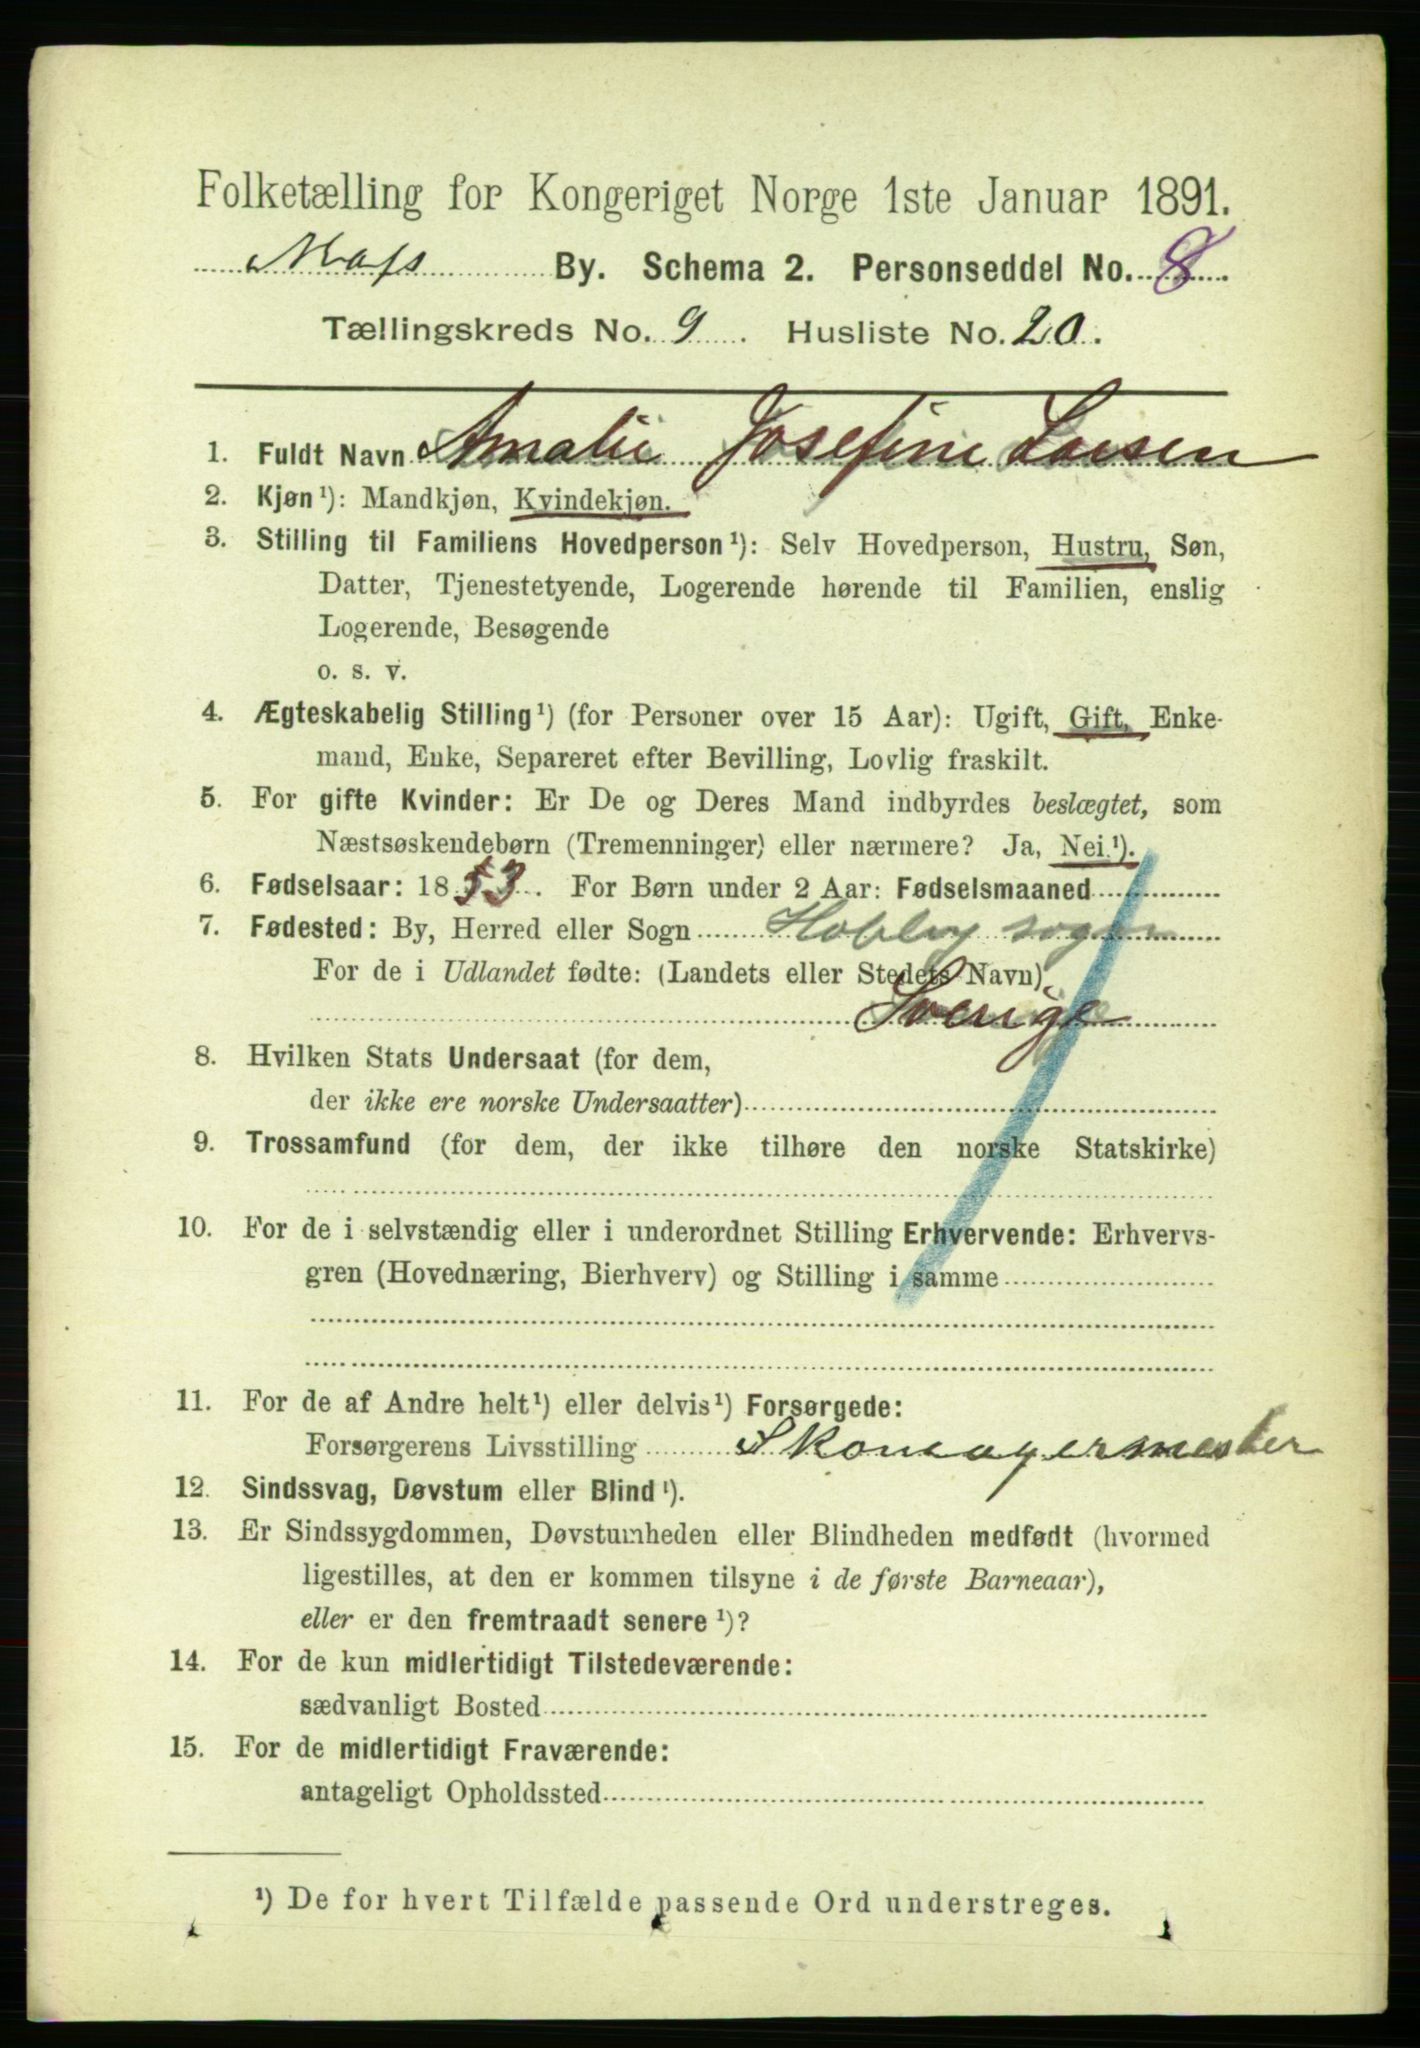 Folketælling for Kongeriget Norge 1ste Januar 1891.
Moss By. Schema 2. Personseddel No. 8
Tællingskreds No. 9. Husliste No. 20.
1. Fuldt Navn Amalie Josefine Larsen
2. Kjøn¹): Mandkjøn, Kvindekjøn.
3. Stilling til Familiens Hovedperson¹): Selv Hovedperson, Hustru, Søn,
Datter, Tjenestetyende, Logerende hørende til Familien, enslig
Logerende, Besøgende
o. s. v.
4. Ægteskabelig Stilling¹) (for Personer over 15 Aar): Ugift, Gift, Enke-
mand, Enke, Separeret efter Bevilling, Lovlig fraskilt.
5. For gifte Kvinder: Er De og Deres Mand indbyrdes beslægtet, som
Næstsøskendebørn (Tremenninger) eller nærmere? Ja, Nei.¹).
6. Fødselsaar: 1853. For Børn under 2 Aar: Fødselsmaaned
7. Fødested: By, Herred eller Sogn sogn
For de i Udlandet fødte: (Landets eller Stedets Navn)
Sverige
8. Hvilken Stats Undersaat (for dem,
der ikke ere norske Undersaatter)
9. Trossamfund (for dem, der ikke tilhøre den norske Statskirke)
10. For de i selvstændig eller i underordnet Stilling Erhvervende: Erhvervs-
gren (Hovednæring, Bierhverv) og Stilling i samme
11. For de af Andre helt¹) eller delvis¹) Forsørgede:
Forsørgerens Livsstilling Skomagermester
12. Sindssvag, Døvstum eller Blind¹).
13. Er Sindssygdommen, Døvstumheden eller Blindheden medfødt (hvormed
ligestilles, at den er kommen tilsyne i de første Barneaar),
eller er den fremtraadt senere¹)?
14. For de kun midlertidigt Tilstedeværende:
sædvanligt Bosted
15. For de midlertidigt Fraværende:
antageligt Opholdssted
¹) De for hvert Tilfælde passende Ord understreges.